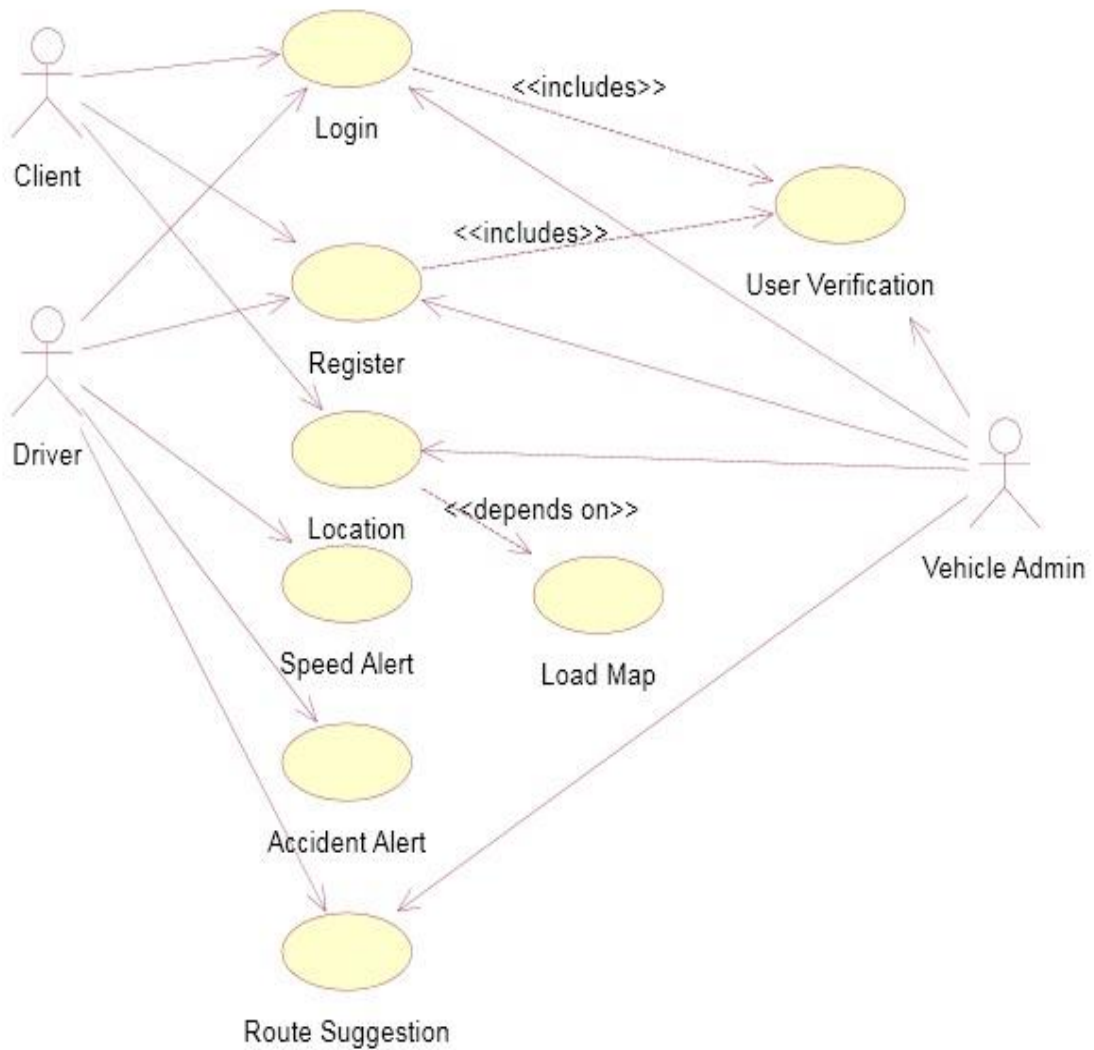 <<includes>>
Login
Client
<<includes>>
User Verification
Register
Driver
<<depends on>>
Location
Vehicle Admin
Speed Alert
Load Map
Accident Alert
Route Suggestion